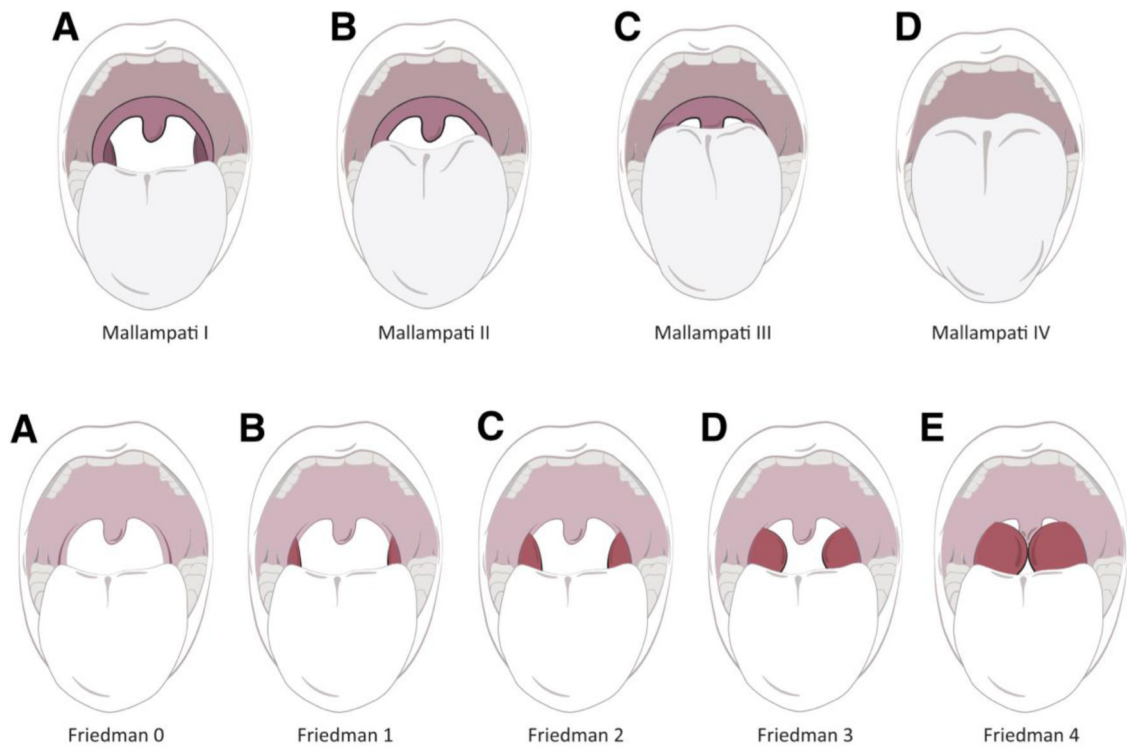 A B C D
Mallampati I Mallampati II Mallampati III Mallampati IV
A B C D E
Friedman 0 Friedman 1 Friedman 2 Friedman 3 Friedman 4